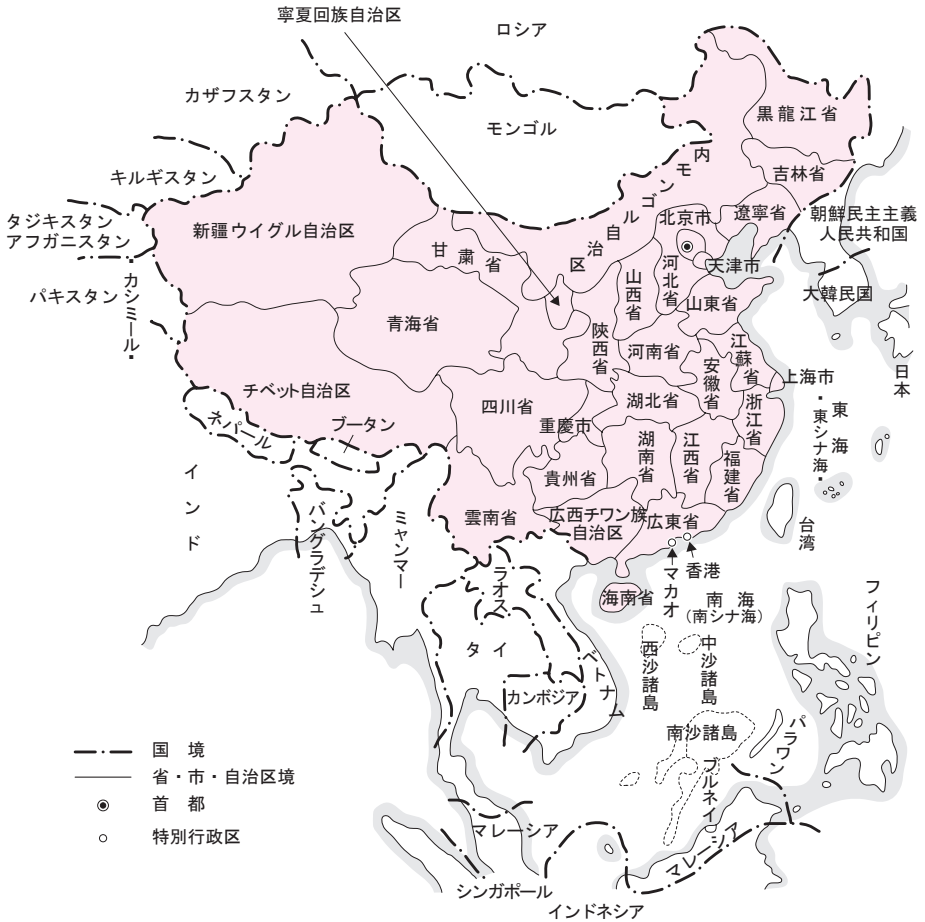 寧夏回族自治区
ロシア
カザフスタン
モンゴル
黒龍江省
内モンゴル自治区
吉林省
キルギスタン
タジキスタン
アフガニスタン
新疆ウイグル自治区
甘粛省
北京市
遼寧省
朝鮮民主主義
人民共和国
天津市
河北省
山西省
パキスタン
・カシミール・
大韓民国
山東省
青海省
陝西省
河南省
江蘇省
安徽省
日本
上海市
チベット自治区
四川省
湖北省
浙江省
東海
・東シナ海・
ネパール
ブータン
重慶市
湖南省
江西省
福建省
インド
貴州省
バングラデシュ
ミャンマー
雲南省
広西チワン族
自治区
広東省
台湾
香港
マカオ
ラオス
海南省
南海
(南シナ海)
フィリピン
タイ
ベトナム
西沙諸島
中沙諸島
カンボジア
南沙諸島
パラワン
ブルネイ
国境
省・市・自治区境
首都
特別行政区
マレーシア
マレーシア
シンガポール
インドネシア